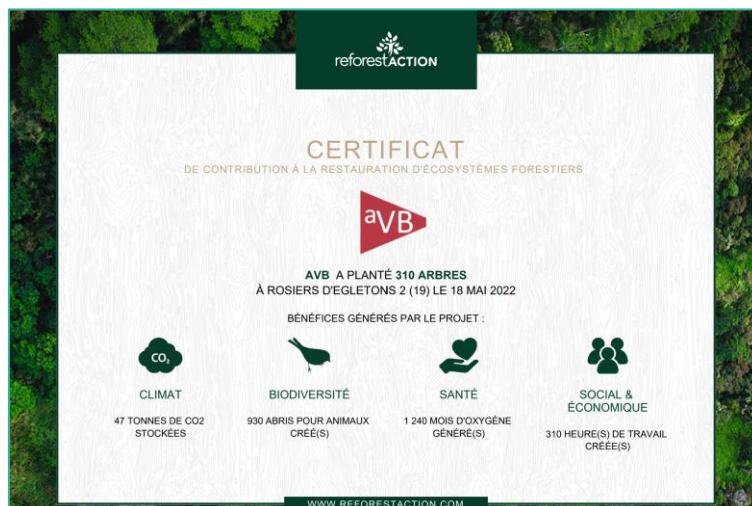 reforestACTION
CERTIFICAT
DE CONTRIBUTION À LA RESTAURATION D'ÉCOSYSTÈMES FORESTIERS
aVB
AVB A PLANTÉ 310 ARBRES
À ROSIERS D'EGLETONS 2 (19) LE 18 MAI 2022
BÉNÉFICES GÉNÉRÉS PAR LE PROJET :
CO2
CLIMAT
47 TONNES DE CO2
STOCKÉES
BIODIVERSITÉ
930 ABRIS POUR ANIMAUX
CRÉÉ(S)
SANTÉ
1 240 MOIS D'OXYGÈNE
GÉNÉRÉ(S)
SOCIAL &
ÉCONOMIQUE
310 HEURE(S) DE TRAVAIL
CRÉÉE(S)
WWW.REFORESTACTION.COM